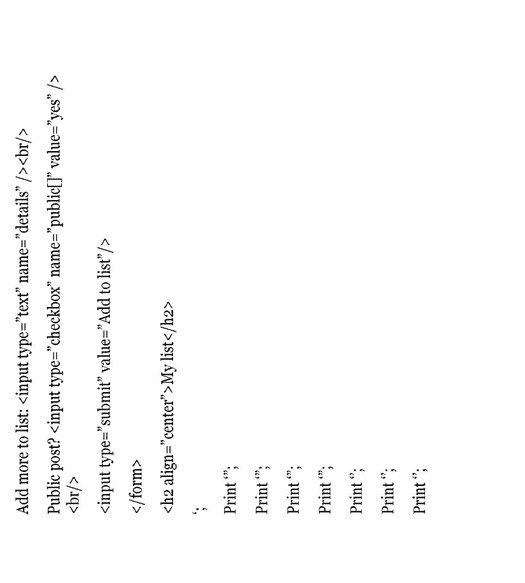 Add more to list: <input type=”text” name=”details” /><br/>
Public post? <input type=”checkbox” name=”public[]” value=”yes” />
<br/>
<input type=”submit” value=”Add to list”/>
</form>
<h2 align=”center”>My list</h2>
‘;
Print ‘”;
Print ‘”;
Print ‘”;
Print ‘”;
Print ‘’;
Print ‘’;
Print ‘’;